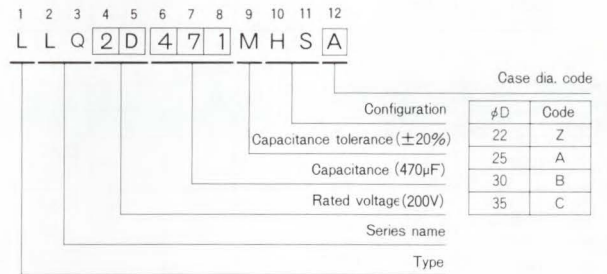 1 2 3 4 5 6 7 8 9 10 11 12
L L Q 2 D 4 7 1 M H S A
Case dia. code
Configuration
Capacitance tolerance (±20%)
Capacitance (470μF)
Rated voltage (200V)
Series name
Type
φD Code
22 Z
25 A
30 B
35 C